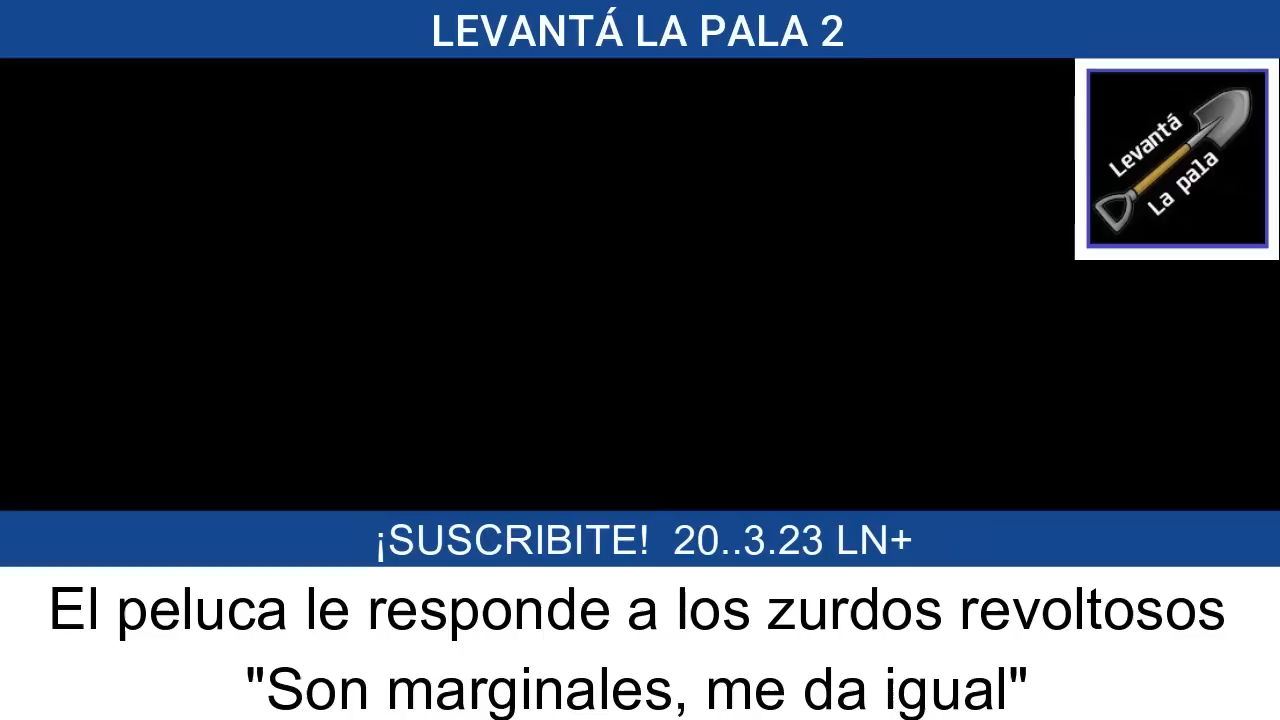 LEVANTÁ LA PALA 2
Levantá
La pala
¡SUSCRIBITE!  20..3.23 LN+
El peluca le responde a los zurdos revoltosos
"Son marginales, me da igual"